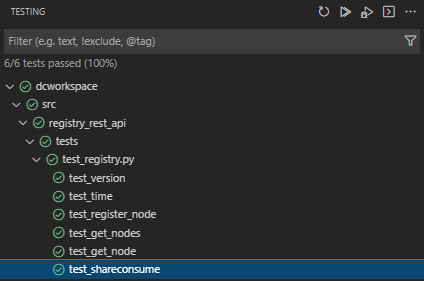 TESTING
Filter (e.g. text, !exclude, @tag)
6/6 tests passed (100%)
dcworkspace
src
registry_rest_api
tests
test_registry.py
test_version
test_time
test_register_node
test_get_nodes
test_get_node
test_shareconsume